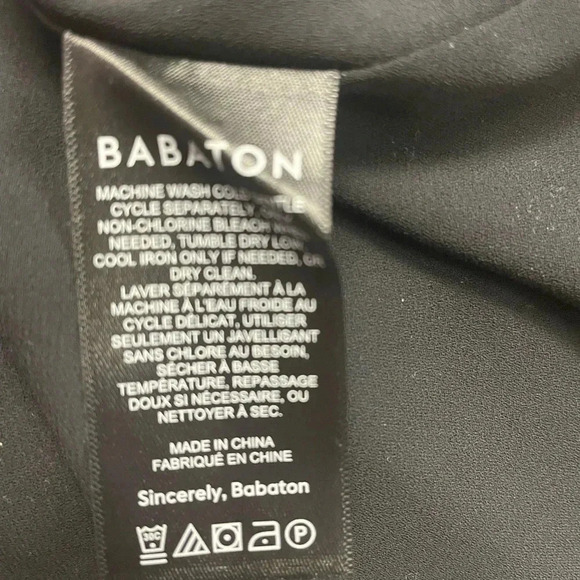 BABATON
MACHINE WASH COLD
CYCLE SEPARATELY
NON-CHLORINE BLEACH
NEEDED, TUMBLE DRY LOW
COOL IRON ONLY IF NEEDED, OR
DRY CLEAN.
LAVER SÉPARÉMENT À LA
MACHINE À L'EAU FROIDE AU
CYCLE DÉLICAT, UTILISER
SEULEMENT UN JAVELLISANT
SANS CHLORE AU BESOIN,
SÉCHER À BASSE
TEMPÉRATURE, REPASSAGE
DOUX SI NÉCESSAIRE, OU
NETTOYER À SEC.
MADE IN CHINA
FABRIQUÉ EN CHINE
Sincerely, Babaton
30C P